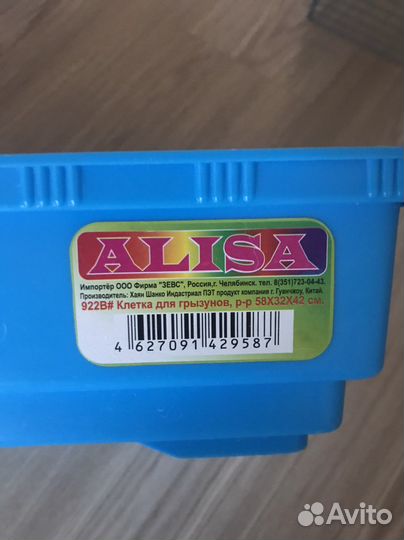 ALISA
Импортёр ООО Фирма "ЗЕВС", Россия,г. Челябинск. тел. 8(351)723-04-43.
Производитель: Хаян Шанко Индастриал ПЭТ продукт компания г. Гуанчжоу, Китай.
922B# Клетка для грызунов, р-р 58Х32Х42 см.
4 627091 429587
Avito